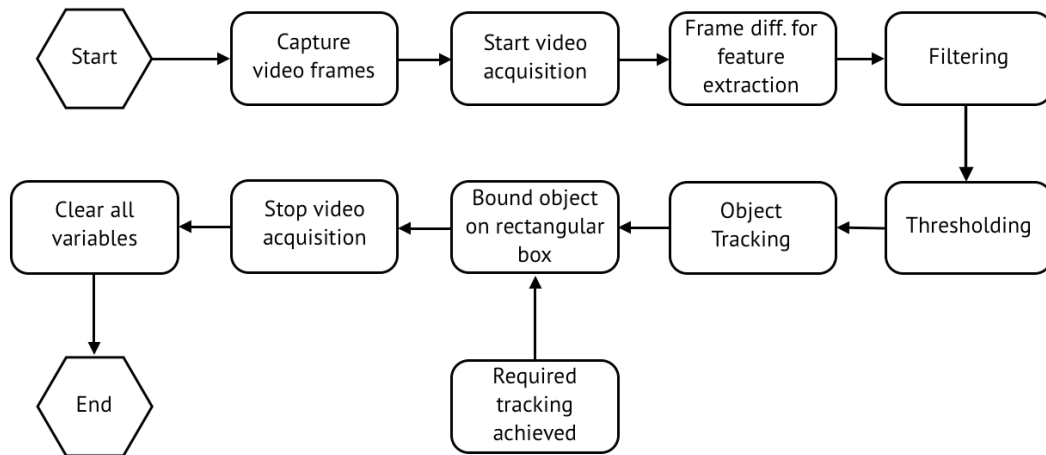 Start
Capture
video frames
Start video
acquisition
Frame diff. for
feature
extraction
Filtering
Clear all
variables
Stop video
acquisition
Bound object
on rectangular
box
Object
Tracking
Thresholding
End
Required
tracking
achieved